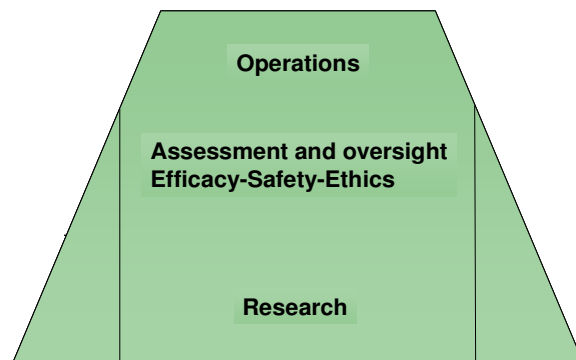 Operations
Assessment and oversight
Efficacy-Safety-Ethics
Research